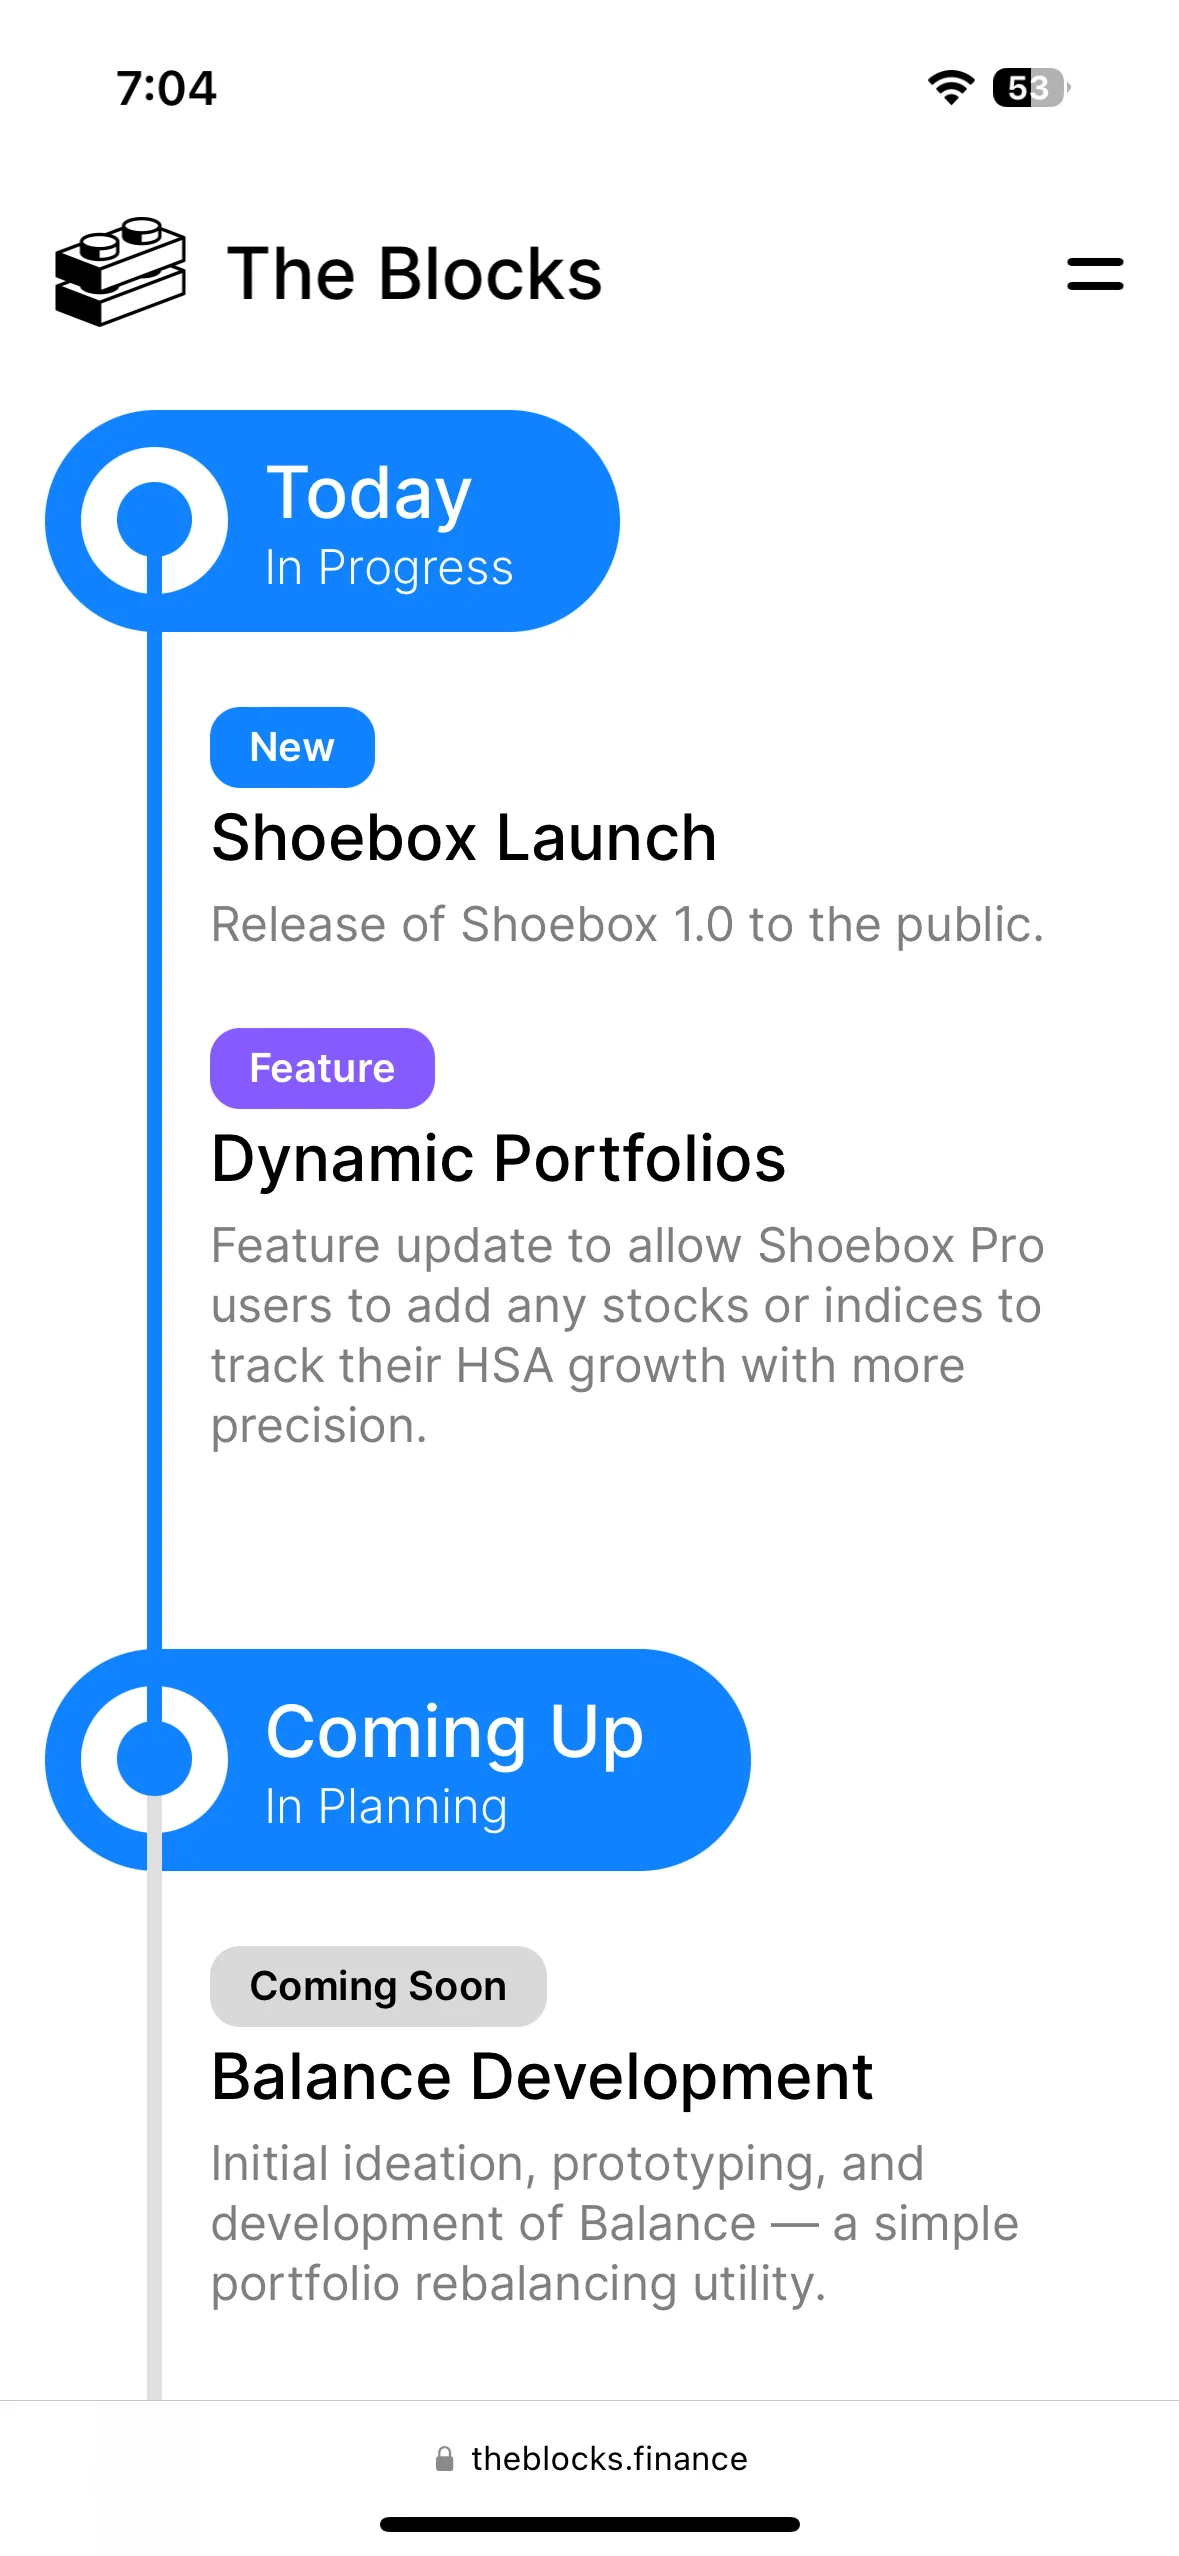 7:04
53
The Blocks
Today
In Progress
New
Shoebox Launch
Release of Shoebox 1.0 to the public.
Feature
Dynamic Portfolios
Feature update to allow Shoebox Pro
users to add any stocks or indices to
track their HSA growth with more
precision.
Coming Up
In Planning
Coming Soon
Balance Development
Initial ideation, prototyping, and
development of Balance — a simple
portfolio rebalancing utility.
theblocks.finance